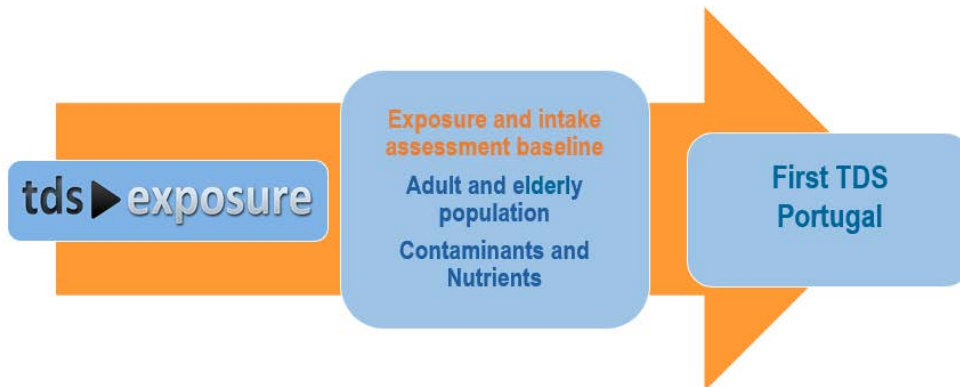 tds exposure
Exposure and intake
assessment baseline
Adult and elderly
population
Contaminants and
Nutrients
First TDS
Portugal